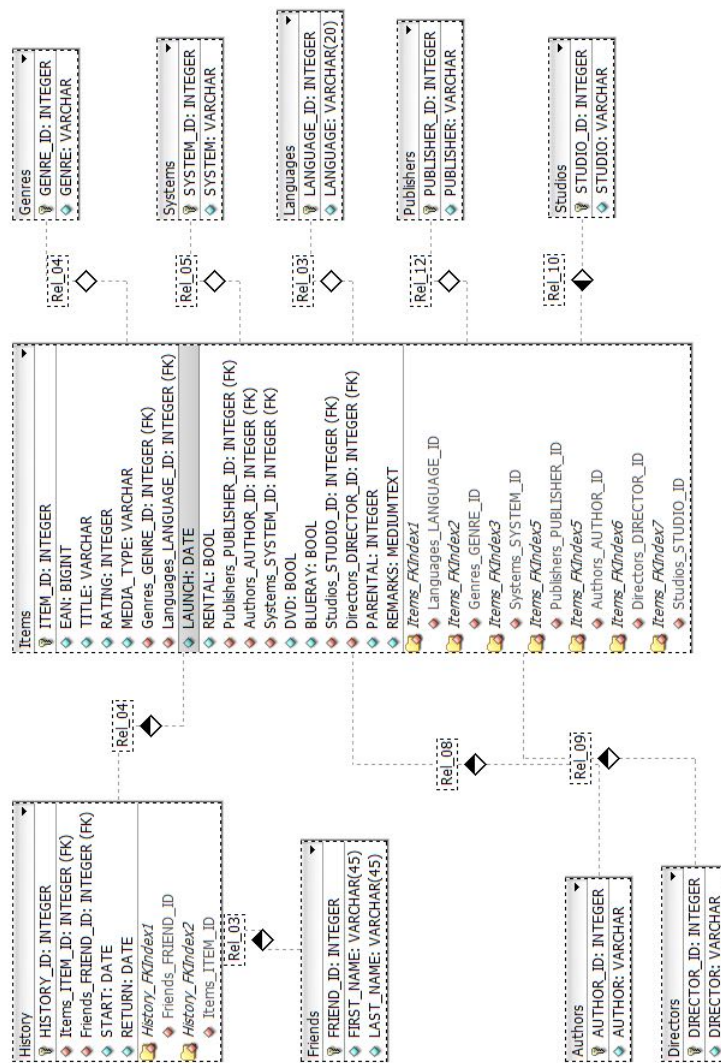 History
HISTORY_ID: INTEGER
Items_ITEM_ID: INTEGER (FK)
Friends_FRIEND_ID: INTEGER (FK)
START: DATE
RETURN: DATE
History_FKIndex1
Friends_FRIEND_ID
History_FKIndex2
Items_ITEM_ID
Rel_03
Friends
FRIEND_ID: INTEGER
FIRST_NAME: VARCHAR(45)
LAST_NAME: VARCHAR(45)
Authors
AUTHOR_ID: INTEGER
AUTHOR: VARCHAR
Directors
DIRECTOR_ID: INTEGER
DIRECTOR: VARCHAR
Rel_04
Rel_08
Rel_09
Items
ITEM_ID: INTEGER
EAN: BIGINT
TITLE: VARCHAR
RATING: INTEGER
MEDIA_TYPE: VARCHAR
Genres_GENRE_ID: INTEGER (FK)
Languages_LANGUAGE_ID: INTEGER (FK)
LAUNCH: DATE
RENTAL: BOOL
Publishers_PUBLISHER_ID: INTEGER (FK)
Authors_AUTHOR_ID: INTEGER (FK)
Systems_SYSTEM_ID: INTEGER (FK)
DVD: BOOL
BLUERAY: BOOL
Studios_STUDIO_ID: INTEGER (FK)
Directors_DIRECTOR_ID: INTEGER (FK)
PARENTAL: INTEGER
REMARKS: MEDIUMTEXT
Items_FKIndex1
Languages_LANGUAGE_ID
Items_FKIndex2
Genres_GENRE_ID
Items_FKIndex3
Systems_SYSTEM_ID
Items_FKIndex5
Publishers_PUBLISHER_ID
Items_FKIndex5
Authors_AUTHOR_ID
Items_FKIndex6
Directors_DIRECTOR_ID
Items_FKIndex7
Studios_STUDIO_ID
Rel_04
Rel_05
Rel_03
Rel_12
Rel_10
Genres
GENRE_ID: INTEGER
GENRE: VARCHAR
Systems
SYSTEM_ID: INTEGER
SYSTEM: VARCHAR
Languages
LANGUAGE_ID: INTEGER
LANGUAGE: VARCHAR(20)
Publishers
PUBLISHER_ID: INTEGER
PUBLISHER: VARCHAR
Studios
STUDIO_ID: INTEGER
STUDIO: VARCHAR